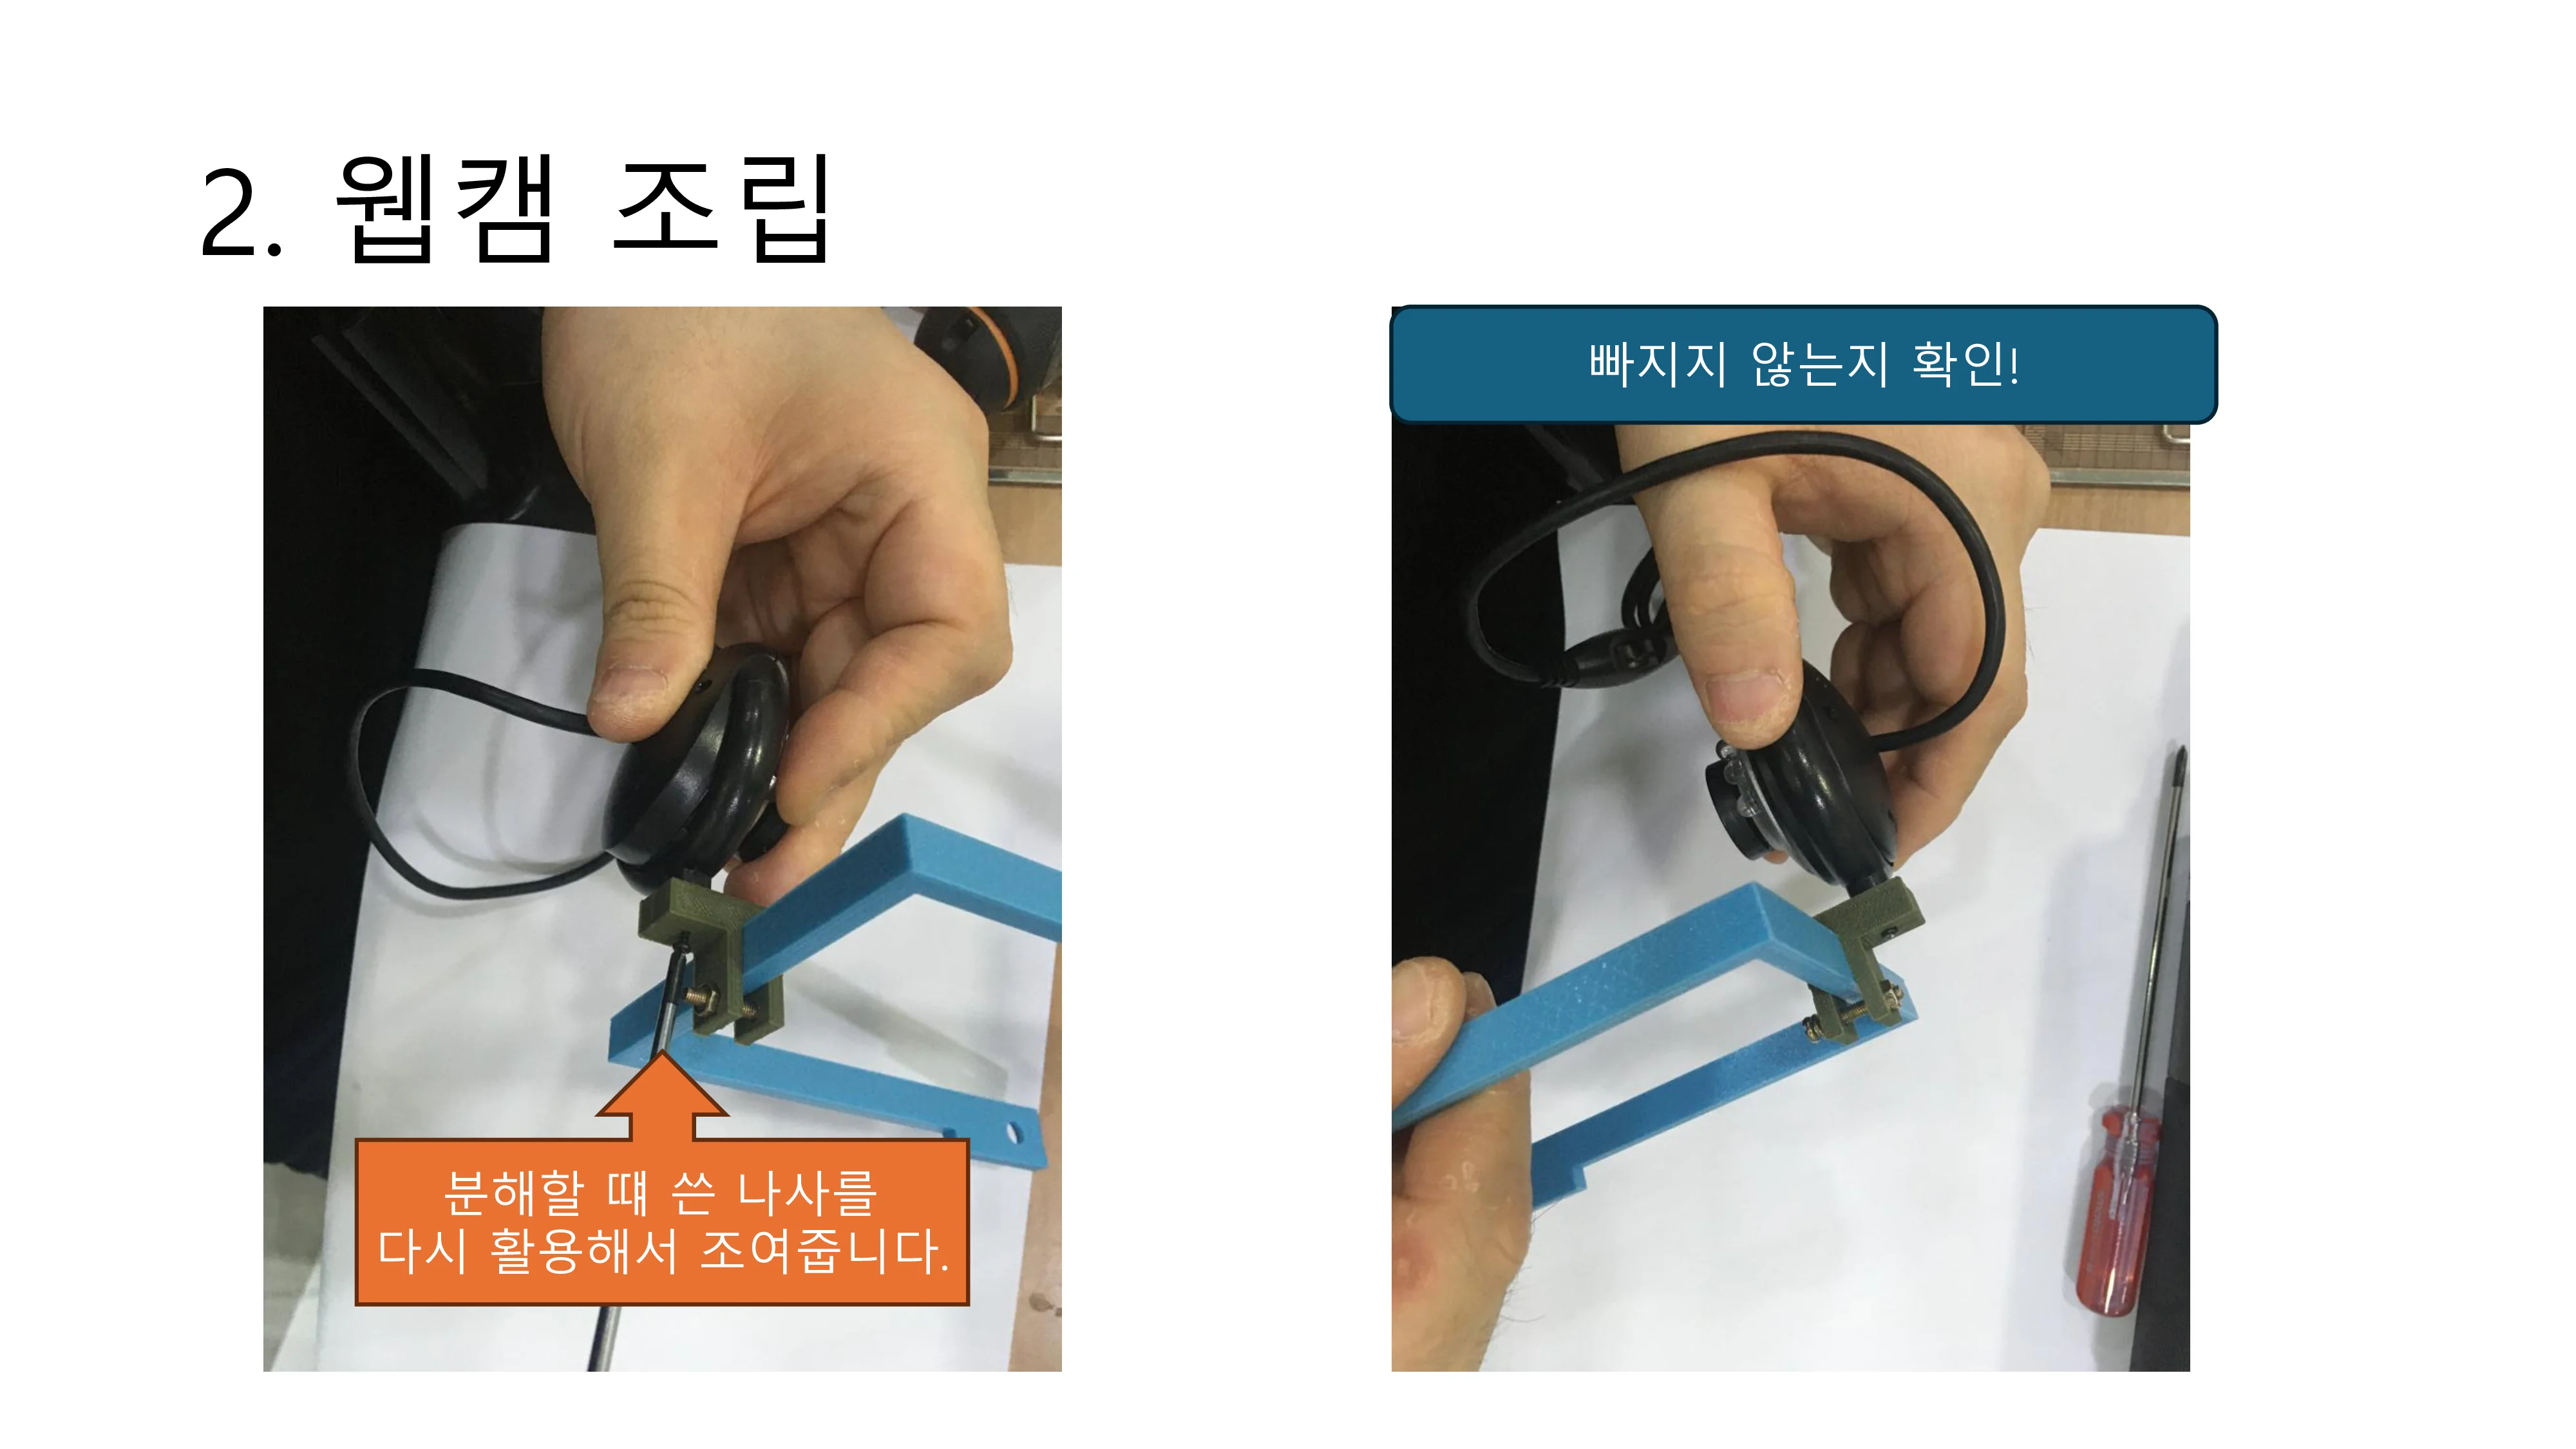 2. 웹캠 조립
빠지지 않는지 확인!
분해할 떄 쓴 나사를
다시 활용해서 조여줍니다.